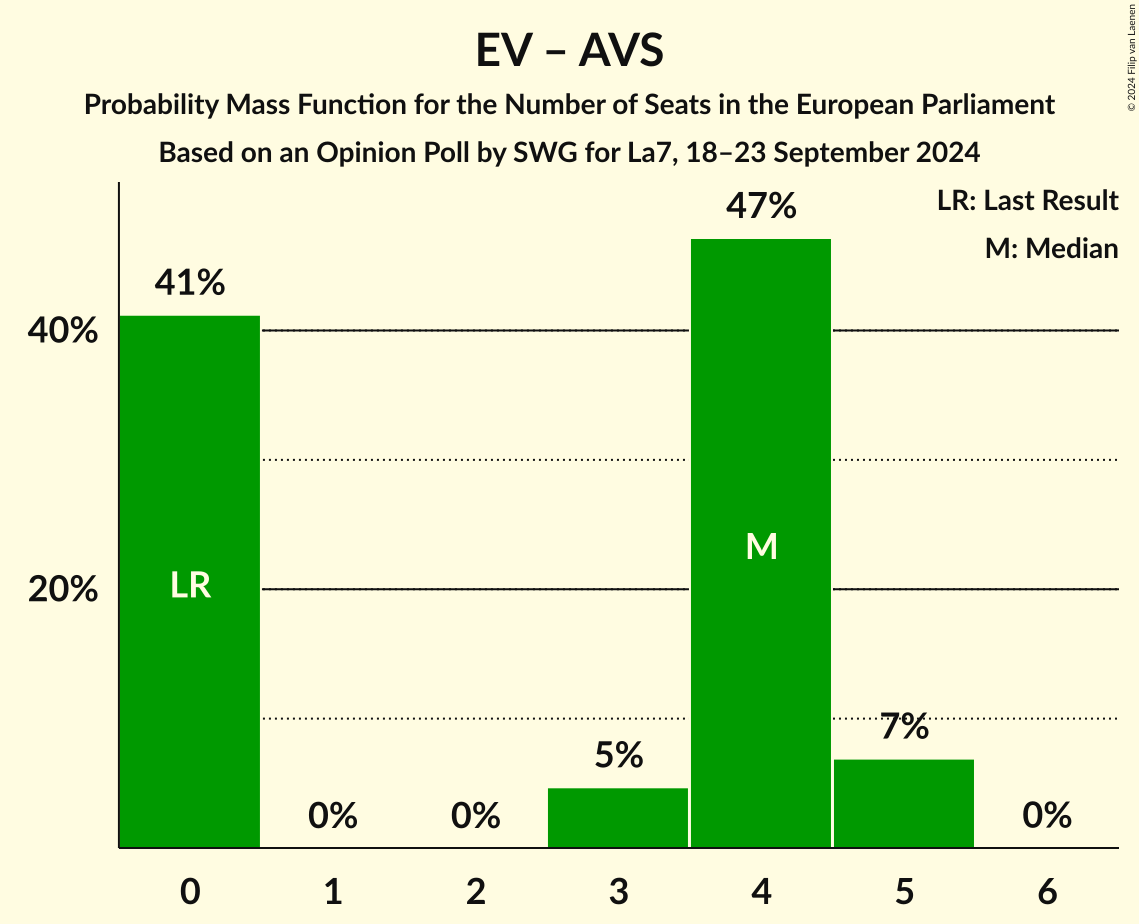 EV – AVS
Probability Mass Function for the Number of Seats in the European Parliament
Based on an Opinion Poll by SWG for La7, 18–23 September 2024
© 2024 Filip van Laenen
LR: Last Result
M: Median
47%
41%
40%
M
LR
20%
7%
5%
0%
0%
0%
0
1
2
3
4
5
6